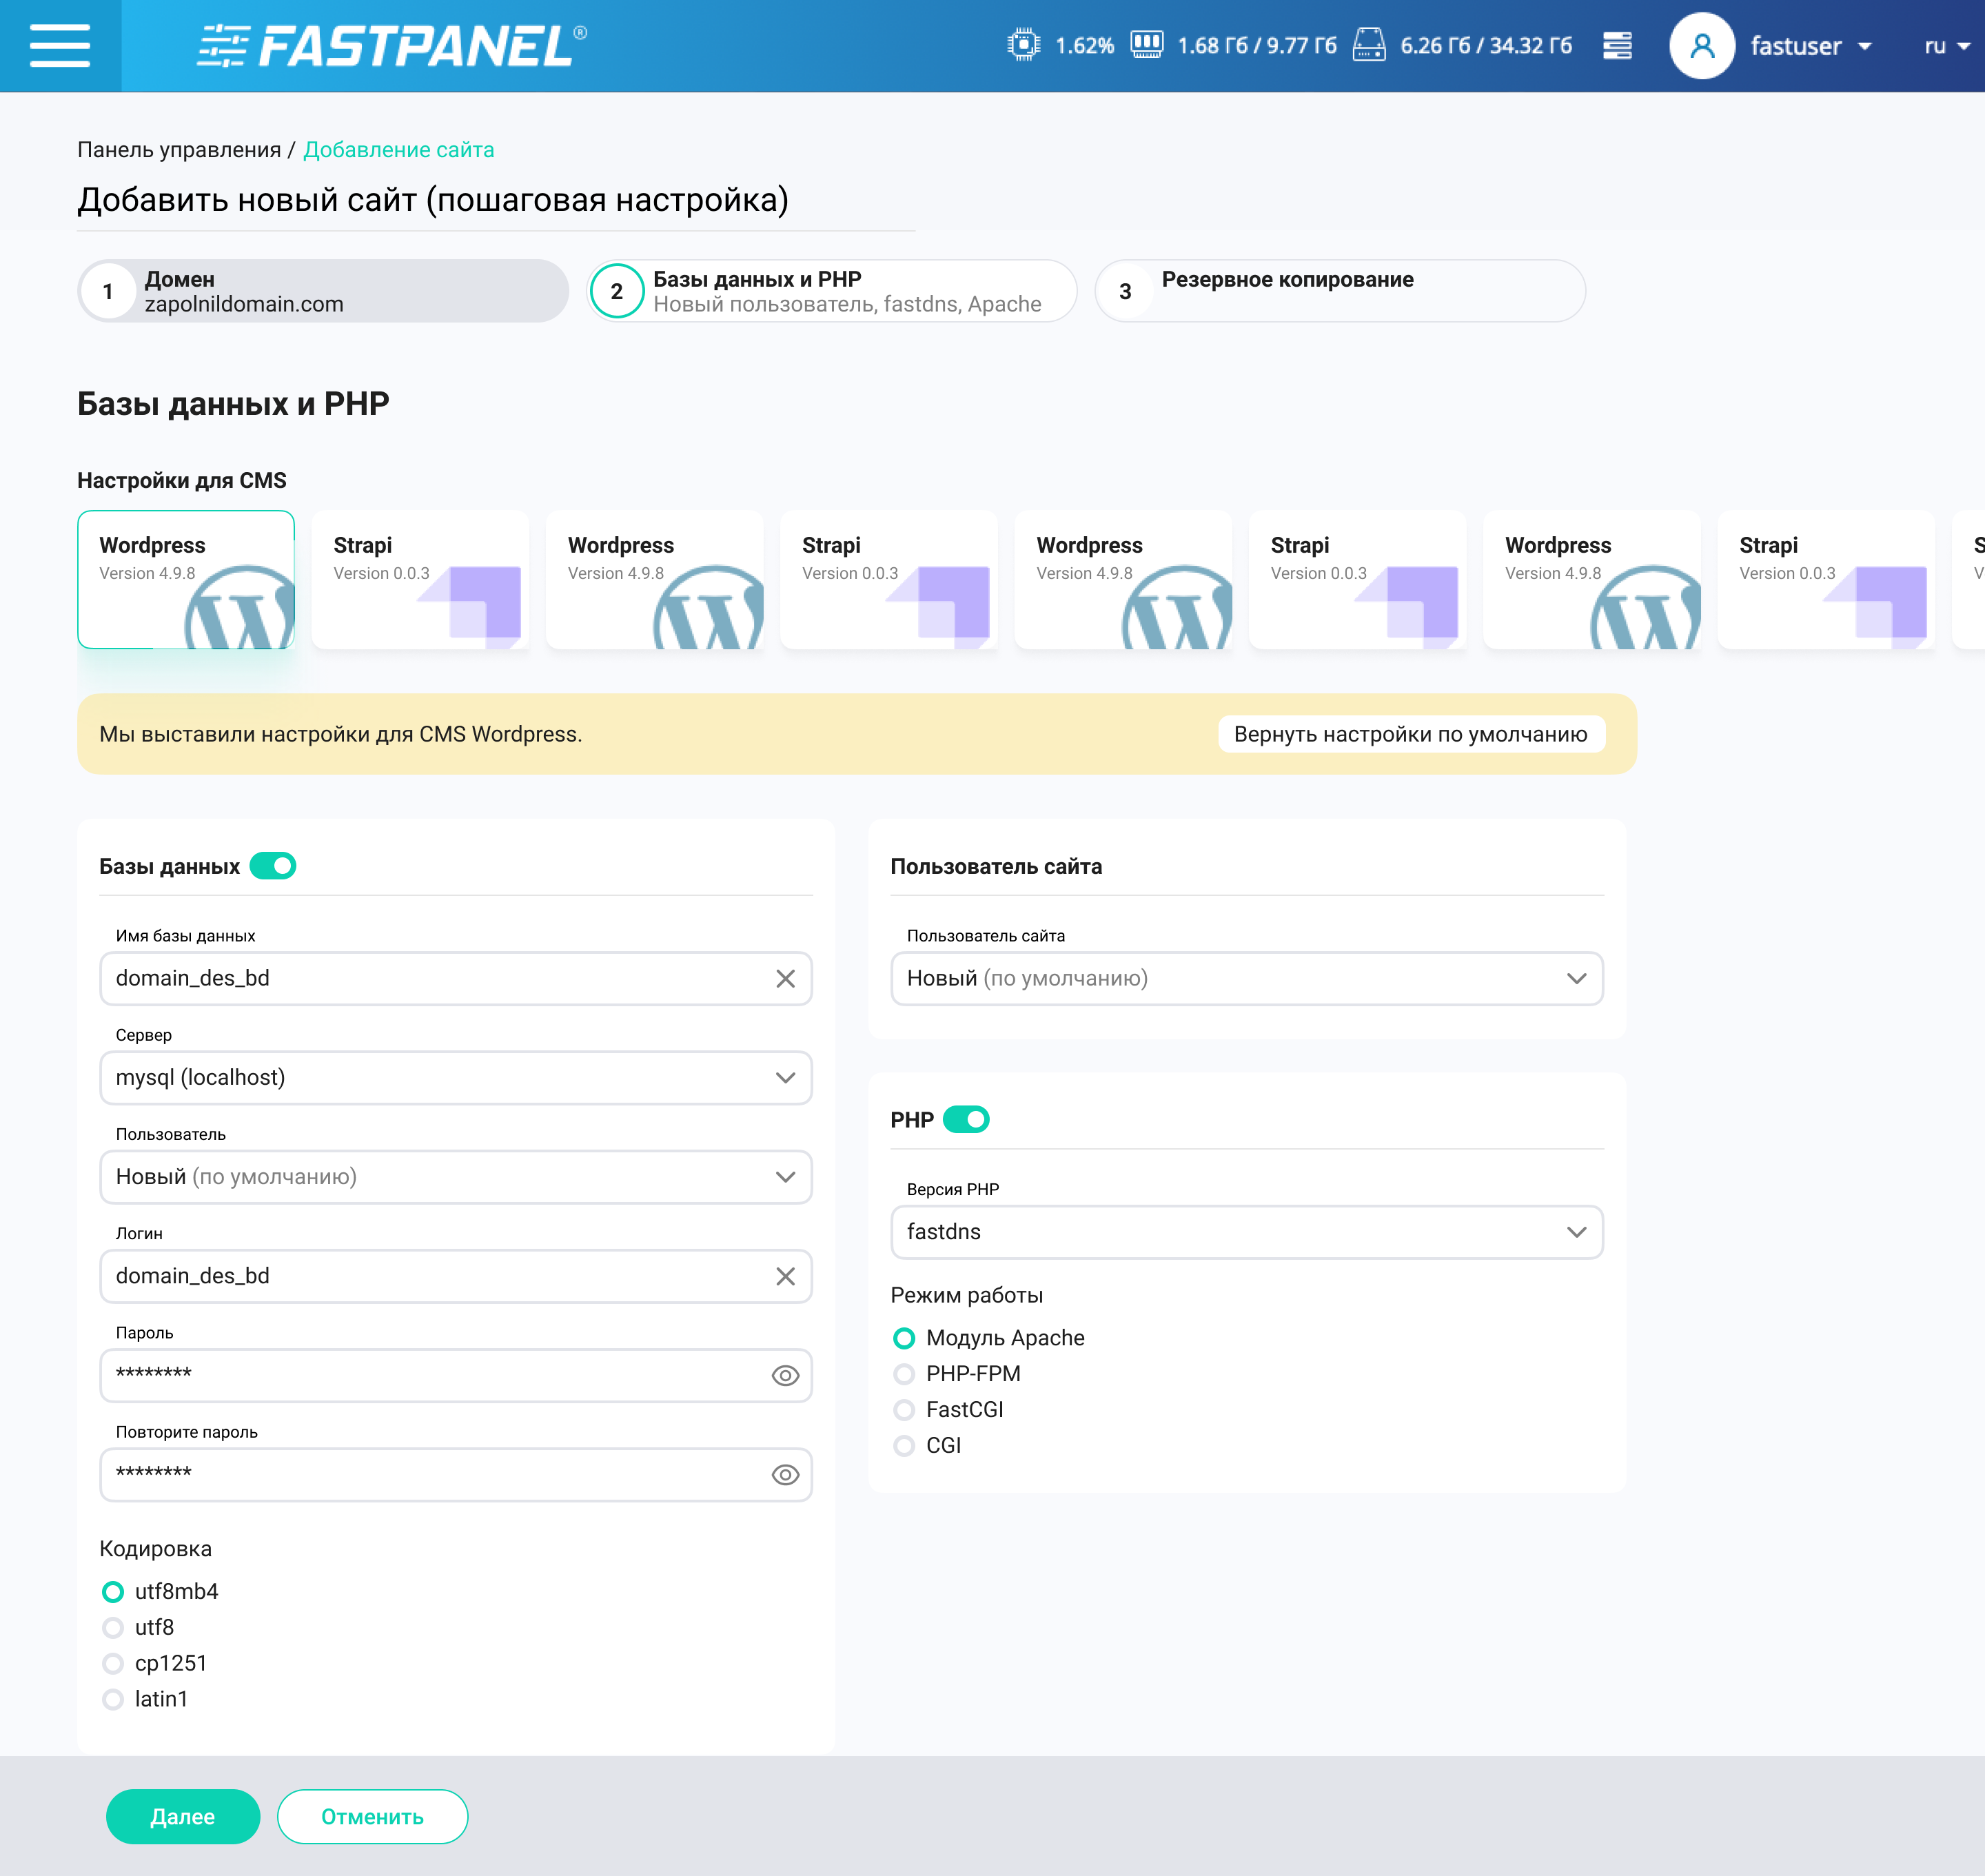 FASTPANEL®
1.62%
1.68 Гб / 9.77 Гб
6.26 Гб / 34.32 Гб
fastuser
ru
Панель управления / Добавление сайта
Добавить новый сайт (пошаговая настройка)
1
Домен
zapolnildomain.com
2
Базы данных и PHP
Новый пользователь, fastdns, Apache
3
Резервное копирование
Базы данных и PHP
Настройки для CMS
Wordpress
Version 4.9.8
Strapi
Version 0.0.3
Wordpress
Version 4.9.8
Strapi
Version 0.0.3
Wordpress
Version 4.9.8
Strapi
Version 0.0.3
Wordpress
Version 4.9.8
Strapi
Version 0.0.3
S
V
Мы выставили настройки для CMS Wordpress.
Вернуть настройки по умолчанию
Базы данных
Имя базы данных
domain_des_bd
Сервер
mysql (localhost)
Пользователь
Новый (по умолчанию)
Логин
domain_des_bd
Пароль
********
Повторите пароль
********
Кодировка
utf8mb4
utf8
cp1251
latin1
Пользователь сайта
Пользователь сайта
Новый (по умолчанию)
PHP
Версия PHP
fastdns
Режим работы
Модуль Apache
PHP-FPM
FastCGI
CGI
Далее
Отменить